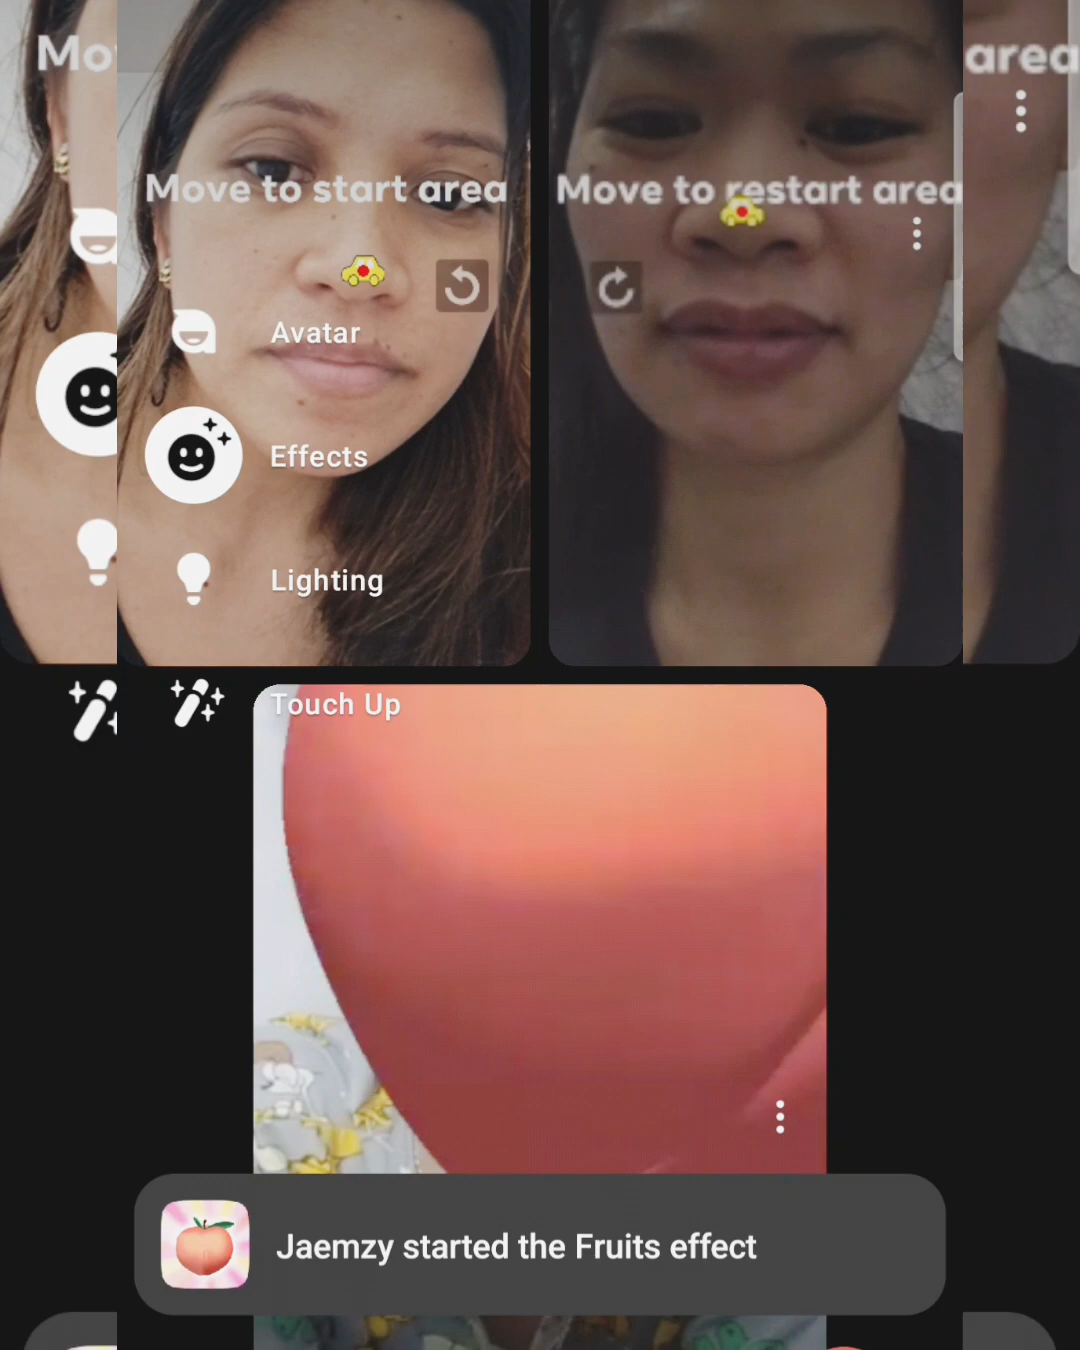 Mo
area
Move to start area
Move to restart area
Avatar
Effects
Lighting
Touch Up
Jaemzy started the Fruits effect